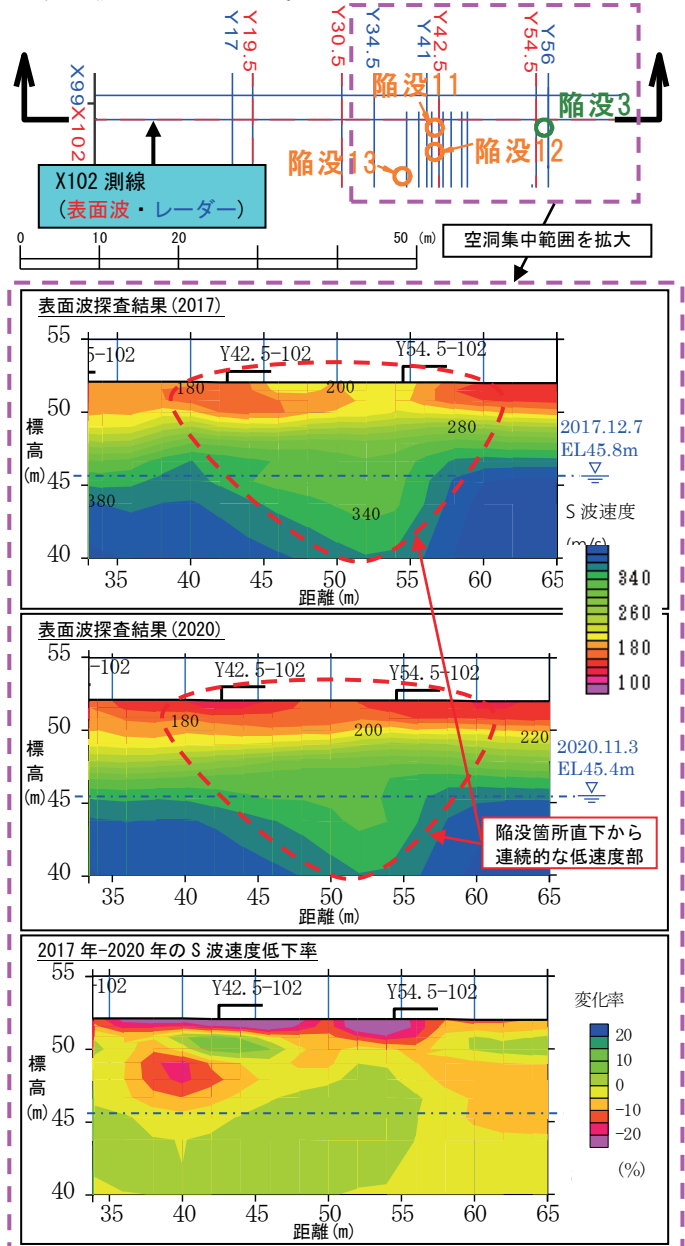 Y17
Y19.5
Y30.5
Y34.5
Y41
Y42.5
Y54.5
Y56
X99
X102
陥没11
陥没3
陥没12
陥没13
X102 測線
(表面波・レーダー)
0 10 20 50 (m)
空洞集中範囲を拡大
表面波探査結果(2017)
55
5-102 Y42.5-102 Y54.5-102
180 200
50
280
2017.12.7
EL45.8m
標高(m)
45
S 波速度
(m/s)
380
340
40
35 40 45 50 55 60 65
距離(m)
340
260
180
100
表面波探査結果(2020)
55
-102 Y42.5-102 Y54.5-102
180 200 220
50
2020.11.3
EL45.4m
標高(m)
45
陥没箇所直下から
連続的な低速度部
40
35 40 45 50 55 60 65
距離(m)
2017 年-2020 年の S 波速度低下率
55
-102 Y42.5-102 Y54.5-102
変化率
50
標高(m)
45
20
10
0
-10
-20
(%)
40
35 40 45 50 55 60 65
距離(m)